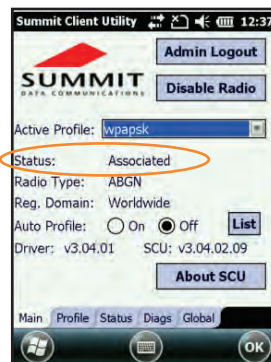 Summit Client Utility 12:37
Admin Logout
SUMMIT
DATA COMMUNICATIONS
Disable Radio
Active Profile: wpapsk
Status: Associated
Radio Type: ABGN
Reg. Domain: Worldwide
Auto Profile: On Off List
Driver: v3.04.01 SCU: v3.04.02.09
About SCU
Main Profile Status Diags Global
OK